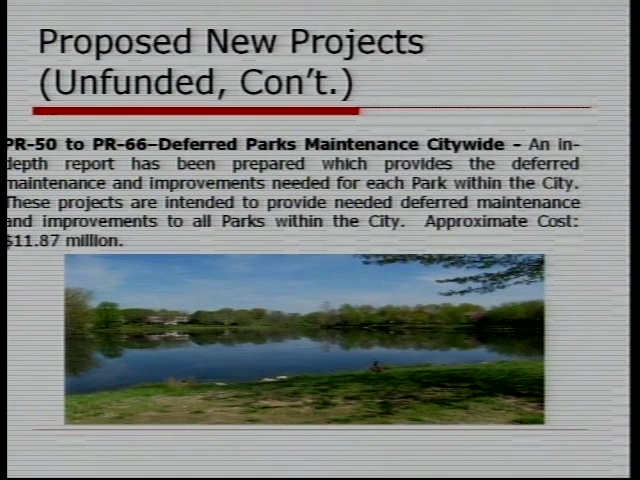 Proposed New Projects
(Unfunded, Con't.)
PR-50 to PR-66–Deferred Parks Maintenance Citywide - An in-
depth report has been prepared which provides the deferred
maintenance and improvements needed for each Park within the City.
These projects are intended to provide needed deferred maintenance
and improvements to all Parks within the City. Approximate Cost:
$11.87 million.